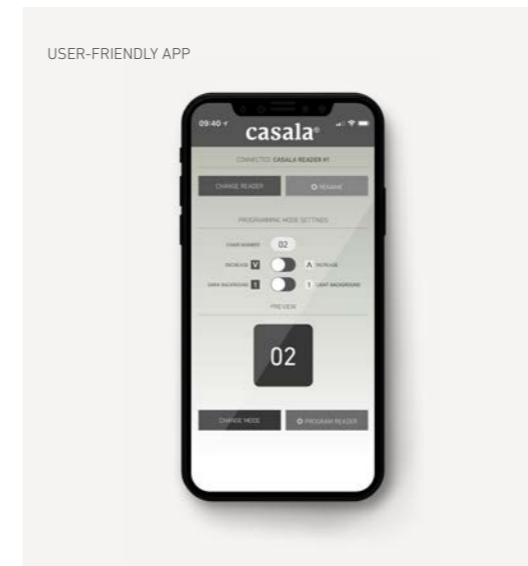 USER-FRIENDLY APP
09:40
casala®
CONNECTED: CASALA READER #1
CHANGE READER
RENAME
PROGRAMMING MODE SETTINGS
CHAIR NUMBER 02
V A INCREASE
DARK BACKGROUND 1 1 LIGHT BACKGROUND
PREVIEW
02
CHANGE MODE
PROGRAM READER